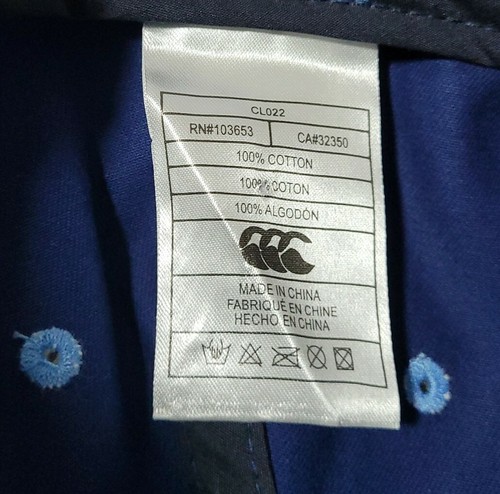 CL022
RN#103653 CA#32350
100% COTTON
100% COTON
100% ALGODÓN
MADE IN CHINA
FABRIQUÉ EN CHINE
HECHO EN CHINA